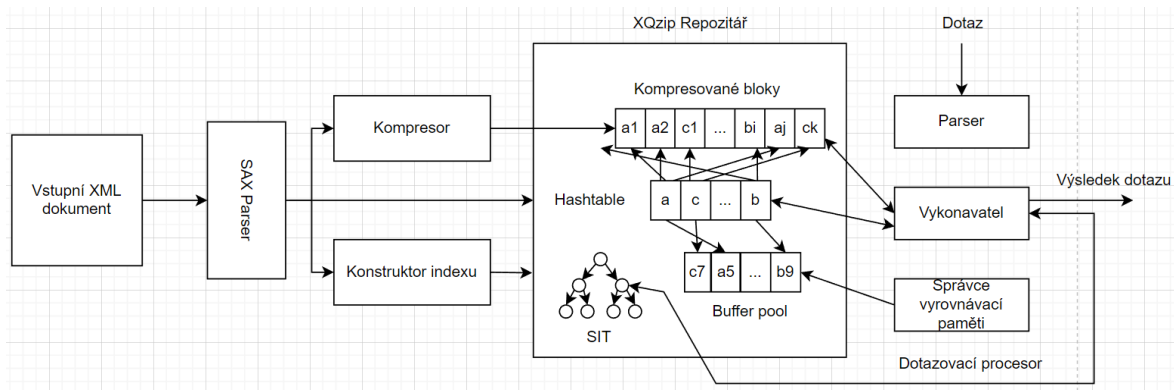 XQzip Repozitář
Dotaz
Kompresované bloky
Kompresor
a1 a2 c1 ... bi aj ck
Parser
Vstupní XML
dokument
SAX Parser
Hashtable
a c ... b
Výsledek dotazu
Vykonavatel
Konstruktor indexu
c7 a5 ... b9
Správce
vyrovnávací
paměti
Buffer pool
SIT
Dotazovací procesor